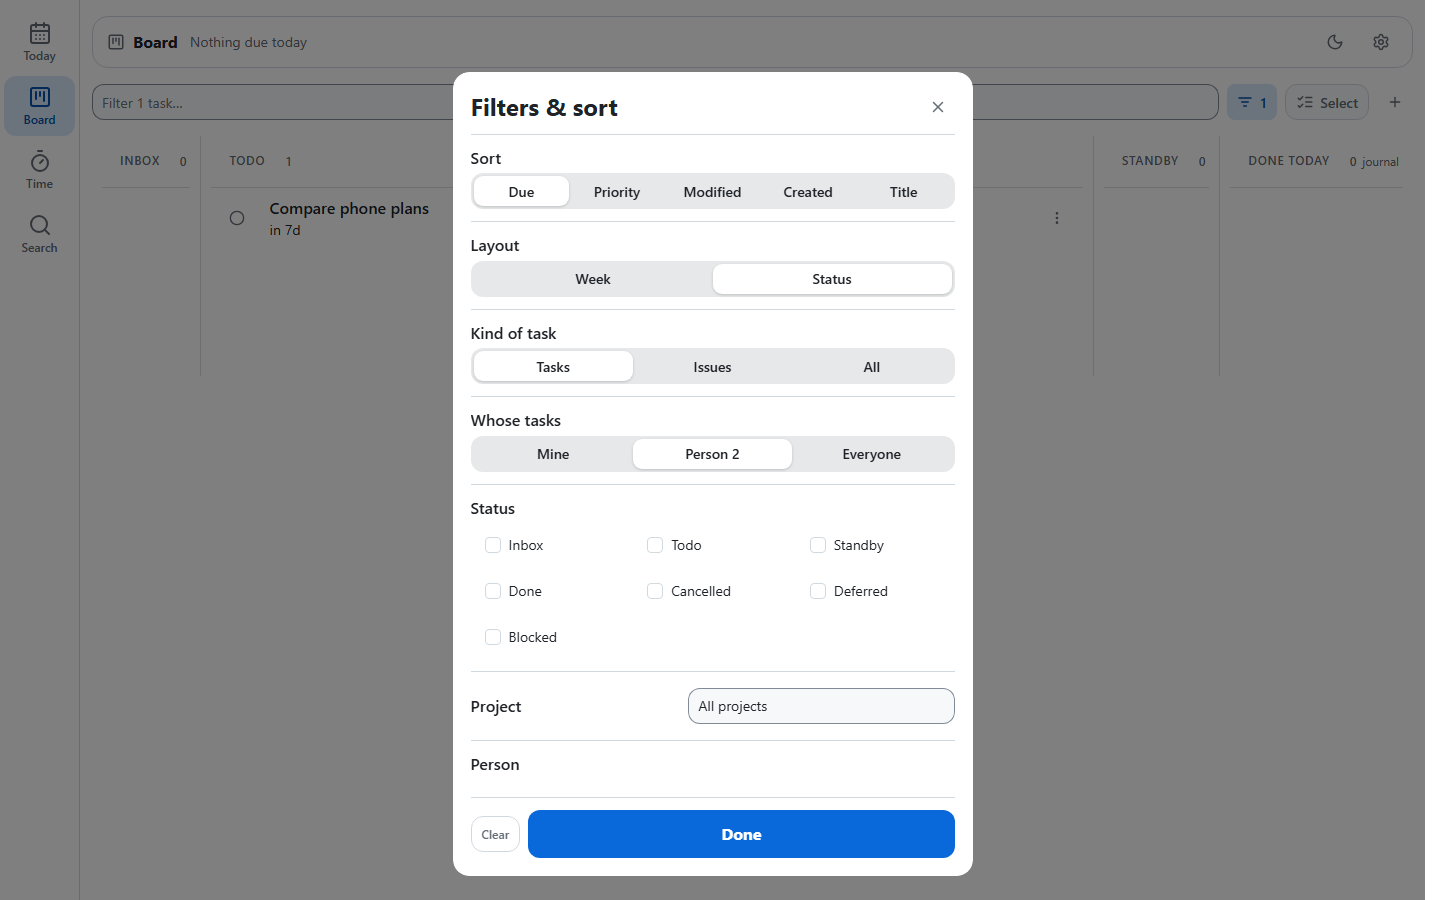 Today
Board
Time
Search
Board Nothing due today
Filter 1 task...
1
Select
INBOX 0
TODO 1
STANDBY 0
DONE TODAY 0 journal
Compare phone plans
in 7d
Filters & sort
Sort
Due Priority Modified Created Title
Layout
Week Status
Kind of task
Tasks Issues All
Whose tasks
Mine Person 2 Everyone
Status
Inbox Todo Standby
Done Cancelled Deferred
Blocked
Project All projects
Person
Clear Done